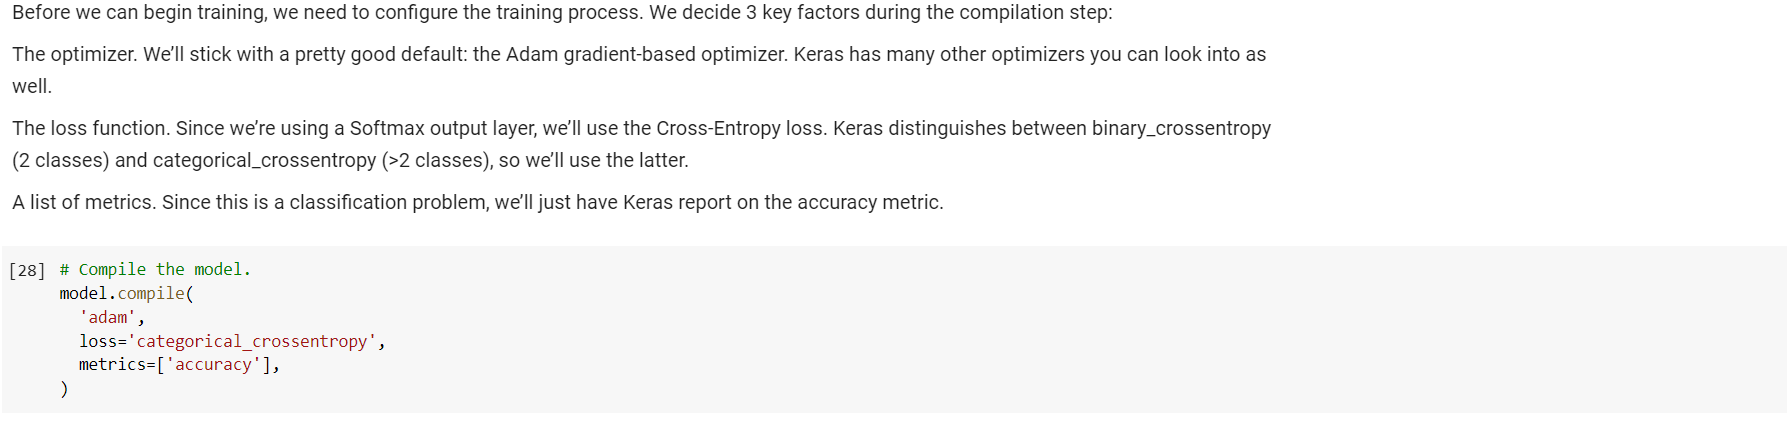 Before we can begin training, we need to configure the training process. We decide 3 key factors during the compilation step:
The optimizer. We’ll stick with a pretty good default: the Adam gradient-based optimizer. Keras has many other optimizers you can look into as
well.
The loss function. Since we’re using a Softmax output layer, we’ll use the Cross-Entropy loss. Keras distinguishes between binary_crossentropy
(2 classes) and categorical_crossentropy (>2 classes), so we’ll use the latter.
A list of metrics. Since this is a classification problem, we’ll just have Keras report on the accuracy metric.
[28] # Compile the model.
model.compile(
  'adam',
  loss='categorical_crossentropy',
  metrics=['accuracy'],
)